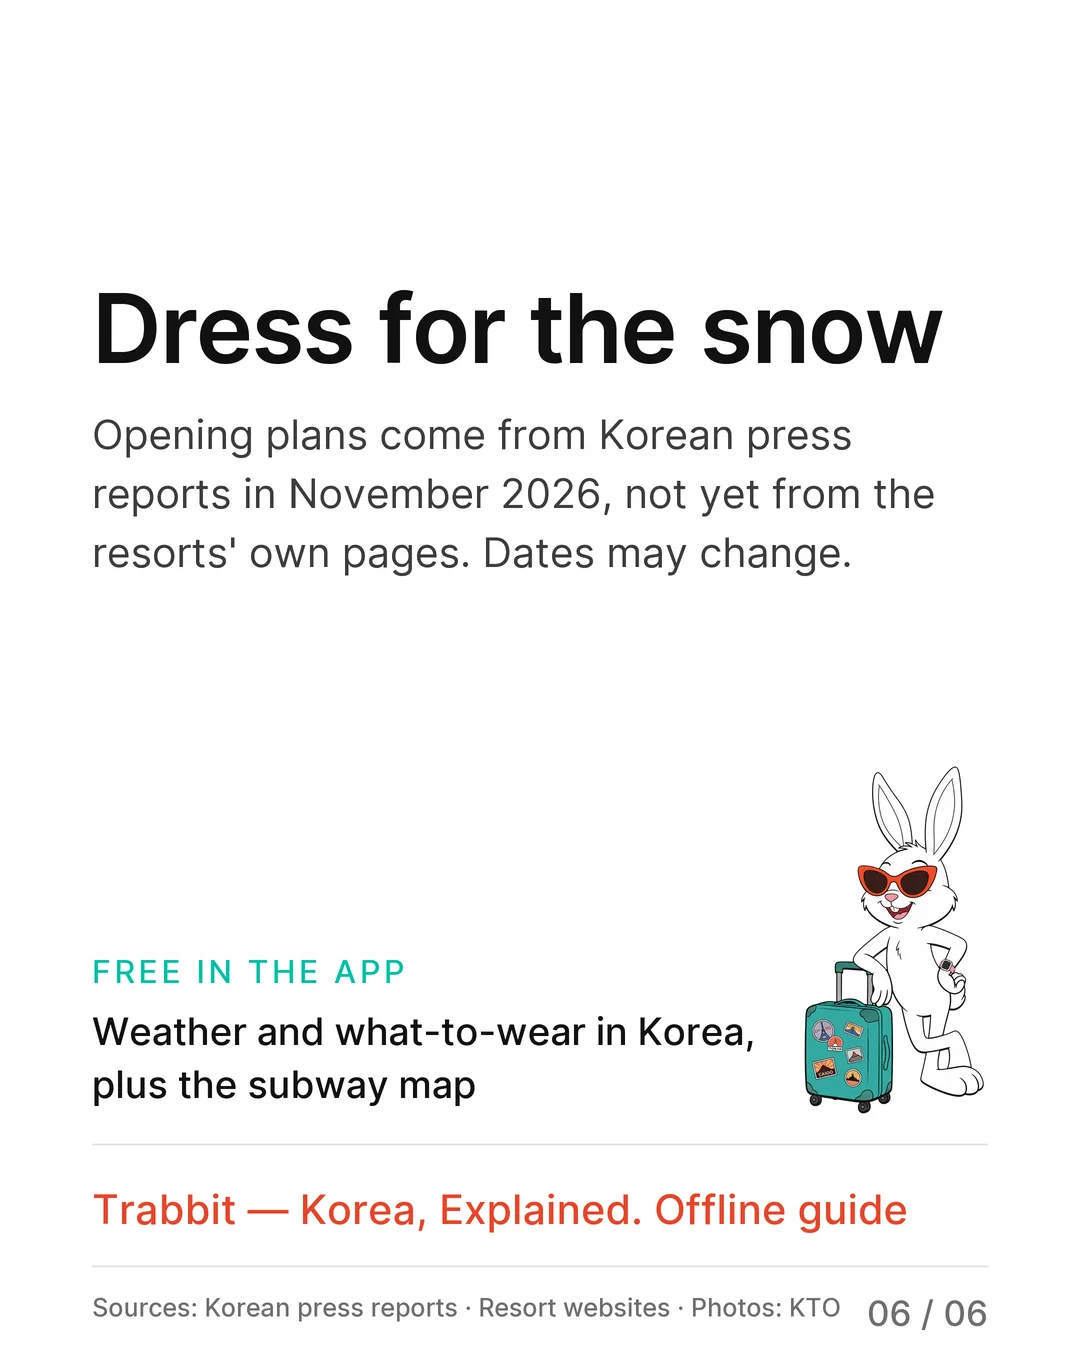 Dress for the snow
Opening plans come from Korean press
reports in November 2026, not yet from the
resorts' own pages. Dates may change.
FREE IN THE APP
Weather and what-to-wear in Korea,
plus the subway map
CAIRO
Trabbit — Korea, Explained. Offline guide
Sources: Korean press reports · Resort websites · Photos: KTO
06 / 06